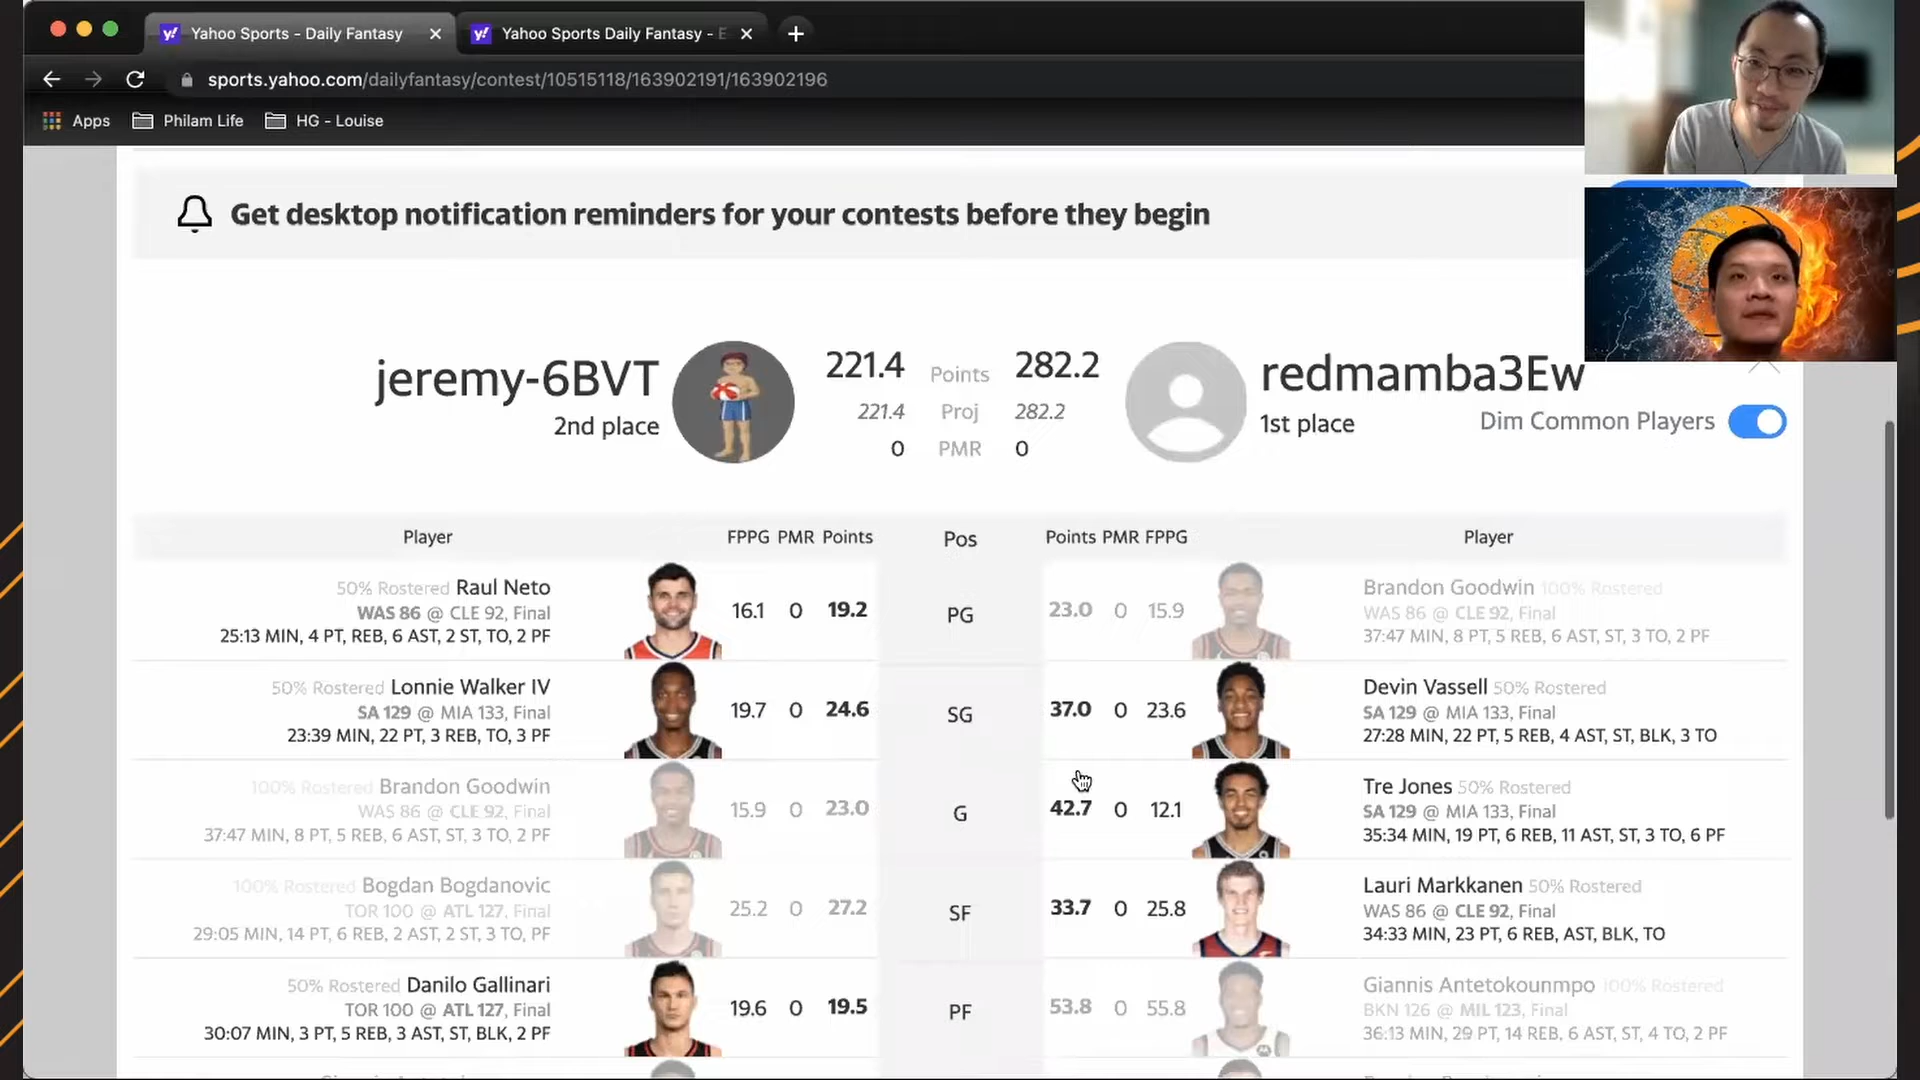 Yahoo Sports - Daily Fantasy
Yahoo Sports Daily Fantasy - E
sports.yahoo.com/dailyfantasy/contest/10515118/163902191/163902196
Apps
Philam Life
HG - Louise
Get desktop notification reminders for your contests before they begin
jeremy-6BVT
2nd place
221.4 Points 282.2
221.4 Proj 282.2
0 PMR 0
redmamba3Ew
1st place
Dim Common Players
Player FPPG PMR Points Pos Points PMR FPPG Player
50% Rostered Raul Neto
WAS 86 @ CLE 92, Final
25:13 MIN, 4 PT, REB, 6 AST, 2 ST, TO, 2 PF
16.1 0 19.2 PG 23.0 0 15.9
Brandon Goodwin 100% Rostered
WAS 86 @ CLE 92, Final
37:47 MIN, 8 PT, 5 REB, 6 AST, ST, 3 TO, 2 PF
50% Rostered Lonnie Walker IV
SA 129 @ MIA 133, Final
23:39 MIN, 22 PT, 3 REB, TO, 3 PF
19.7 0 24.6 SG 37.0 0 23.6
Devin Vassell 50% Rostered
SA 129 @ MIA 133, Final
27:28 MIN, 22 PT, 5 REB, 4 AST, ST, BLK, 3 TO
100% Rostered Brandon Goodwin
WAS 86 @ CLE 92, Final
37:47 MIN, 8 PT, 5 REB, 6 AST, ST, 3 TO, 2 PF
15.9 0 23.0 G 42.7 0 12.1
Tre Jones 50% Rostered
SA 129 @ MIA 133, Final
35:34 MIN, 19 PT, 6 REB, 11 AST, ST, 3 TO, 6 PF
100% Rostered Bogdan Bogdanovic
TOR 100 @ ATL 127, Final
29:05 MIN, 14 PT, 6 REB, 2 AST, 2 ST, 3 TO, PF
25.2 0 27.2 SF 33.7 0 25.8
Lauri Markkanen 50% Rostered
WAS 86 @ CLE 92, Final
34:33 MIN, 23 PT, 6 REB, AST, BLK, TO
50% Rostered Danilo Gallinari
TOR 100 @ ATL 127, Final
30:07 MIN, 3 PT, 5 REB, 3 AST, ST, BLK, 2 PF
19.6 0 19.5 PF 53.8 0 55.8
Giannis Antetokounmpo 100% Rostered
BKN 126 @ MIL 123, Final
36:13 MIN, 29 PT, 14 REB, 6 AST, ST, 4 TO, 2 PF